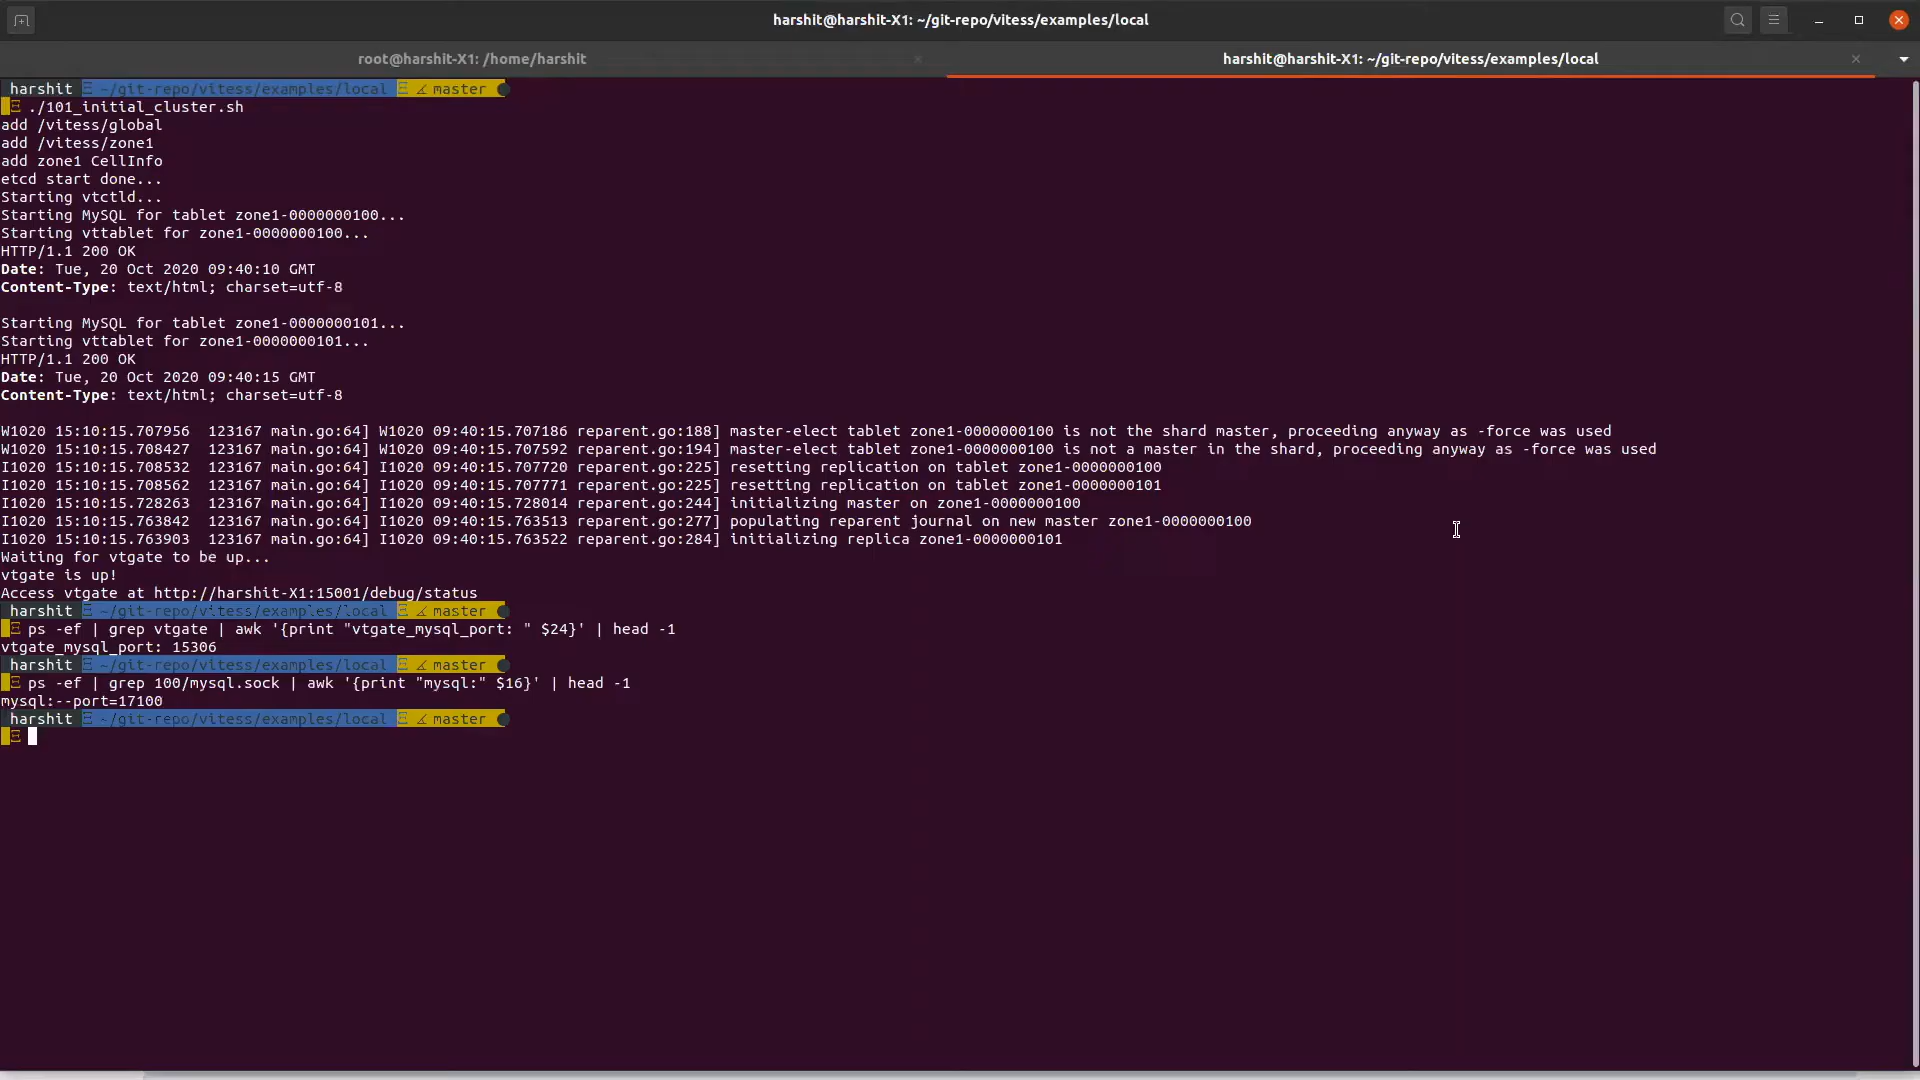 harshit@harshit-X1: ~/git-repo/vitess/examples/local
root@harshit-X1: /home/harshit
harshit@harshit-X1: ~/git-repo/vitess/examples/local
harshit ~/git-repo/vitess/examples/local master
./101_initial_cluster.sh
add /vitess/global
add /vitess/zone1
add zone1 CellInfo
etcd start done...
Starting vtctld...
Starting MySQL for tablet zone1-0000000100...
Starting vttablet for zone1-0000000100...
HTTP/1.1 200 OK
Date: Tue, 20 Oct 2020 09:40:10 GMT
Content-Type: text/html; charset=utf-8
Starting MySQL for tablet zone1-0000000101...
Starting vttablet for zone1-0000000101...
HTTP/1.1 200 OK
Date: Tue, 20 Oct 2020 09:40:15 GMT
Content-Type: text/html; charset=utf-8
W1020 15:10:15.707956  123167 main.go:64] W1020 09:40:15.707186 reparent.go:188] master-elect tablet zone1-0000000100 is not the shard master, proceeding anyway as -force was used
W1020 15:10:15.708427  123167 main.go:64] W1020 09:40:15.707592 reparent.go:194] master-elect tablet zone1-0000000100 is not a master in the shard, proceeding anyway as -force was used
I1020 15:10:15.708532  123167 main.go:64] I1020 09:40:15.707720 reparent.go:225] resetting replication on tablet zone1-0000000100
I1020 15:10:15.708562  123167 main.go:64] I1020 09:40:15.707771 reparent.go:225] resetting replication on tablet zone1-0000000101
I1020 15:10:15.728263  123167 main.go:64] I1020 09:40:15.728014 reparent.go:244] initializing master on zone1-0000000100
I1020 15:10:15.763842  123167 main.go:64] I1020 09:40:15.763513 reparent.go:277] populating reparent journal on new master zone1-0000000100
I1020 15:10:15.763903  123167 main.go:64] I1020 09:40:15.763522 reparent.go:284] initializing replica zone1-0000000101
Waiting for vtgate to be up...
vtgate is up!
Access vtgate at http://harshit-X1:15001/debug/status
harshit ~/git-repo/vitess/examples/local master
ps -ef | grep vtgate | awk '{print "vtgate_mysql_port: " $24}' | head -1
vtgate_mysql_port: 15306
harshit ~/git-repo/vitess/examples/local master
ps -ef | grep 100/mysql.sock | awk '{print "mysql:" $16}' | head -1
mysql:--port=17100
harshit ~/git-repo/vitess/examples/local master